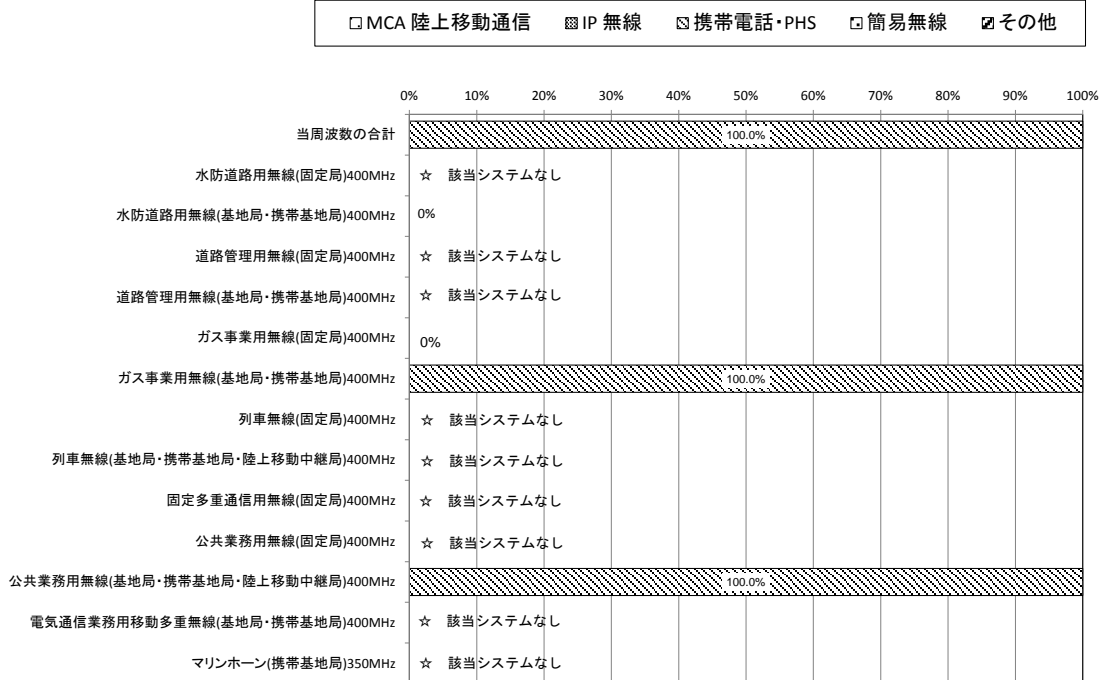 MCA 陸上移動通信 IP 無線 携帯電話・PHS 簡易無線 その他
0% 10% 20% 30% 40% 50% 60% 70% 80% 90% 100%
当周波数の合計 100.0%
水防道路用無線(固定局)400MHz ☆ 該当システムなし
水防道路用無線(基地局・携帯基地局)400MHz 0%
道路管理用無線(固定局)400MHz ☆ 該当システムなし
道路管理用無線(基地局・携帯基地局)400MHz ☆ 該当システムなし
ガス事業用無線(固定局)400MHz 0%
ガス事業用無線(基地局・携帯基地局)400MHz 100.0%
列車無線(固定局)400MHz ☆ 該当システムなし
列車無線(基地局・携帯基地局・陸上移動中継局)400MHz ☆ 該当システムなし
固定多重通信用無線(固定局)400MHz ☆ 該当システムなし
公共業務用無線(固定局)400MHz ☆ 該当システムなし
公共業務用無線(基地局・携帯基地局・陸上移動中継局)400MHz 100.0%
電気通信業務用移動多重無線(基地局・携帯基地局)400MHz ☆ 該当システムなし
マリンホーン(携帯基地局)350MHz ☆ 該当システムなし